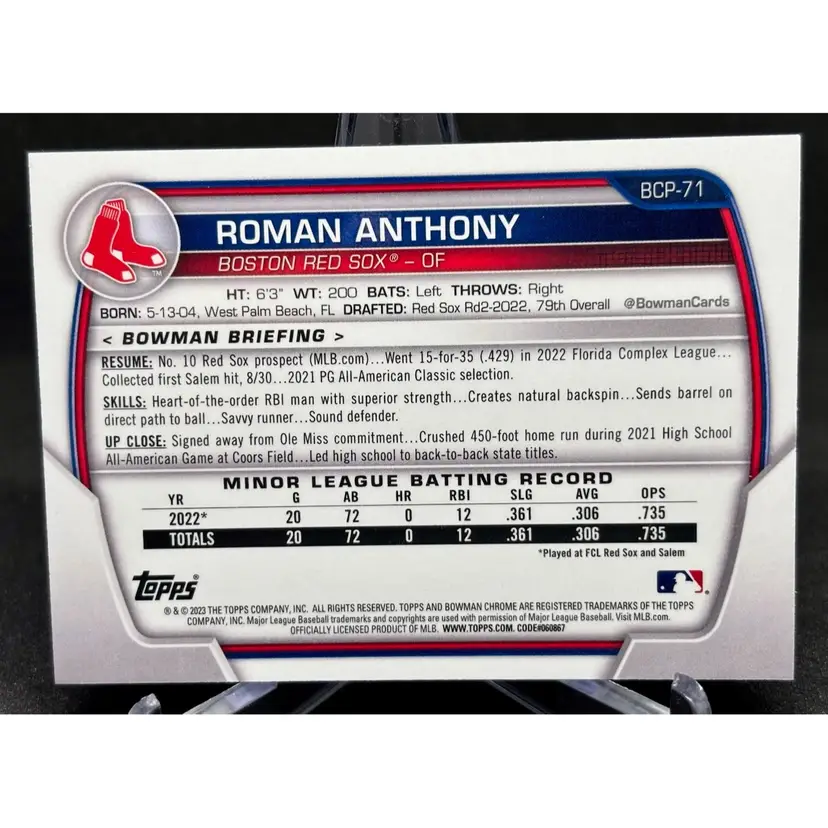 BCP-71
ROMAN ANTHONY
BOSTON RED SOX® – OF
TM
HT: 6'3" WT: 200 BATS: Left THROWS: Right
BORN: 5-13-04, West Palm Beach, FL DRAFTED: Red Sox Rd2-2022, 79th Overall @BowmanCards
< BOWMAN BRIEFING >
RESUME: No. 10 Red Sox prospect (MLB.com)...Went 15-for-35 (.429) in 2022 Florida Complex League...
Collected first Salem hit, 8/30...2021 PG All-American Classic selection.
SKILLS: Heart-of-the-order RBI man with superior strength...Creates natural backspin...Sends barrel on
direct path to ball...Savvy runner...Sound defender.
UP CLOSE: Signed away from Ole Miss commitment...Crushed 450-foot home run during 2021 High School
All-American Game at Coors Field...Led high school to back-to-back state titles.
MINOR LEAGUE BATTING RECORD
YR G AB HR RBI SLG AVG OPS
2022* 20 72 0 12 .361 .306 .735
TOTALS 20 72 0 12 .361 .306 .735
*Played at FCL Red Sox and Salem
Topps®
® & © 2023 THE TOPPS COMPANY, INC. ALL RIGHTS RESERVED. TOPPS AND BOWMAN CHROME ARE REGISTERED TRADEMARKS OF THE TOPPS
COMPANY, INC. Major League Baseball trademarks and copyrights are used with permission of Major League Baseball. Visit MLB.com.
OFFICIALLY LICENSED PRODUCT OF MLB. WWW.TOPPS.COM. CODE#060867